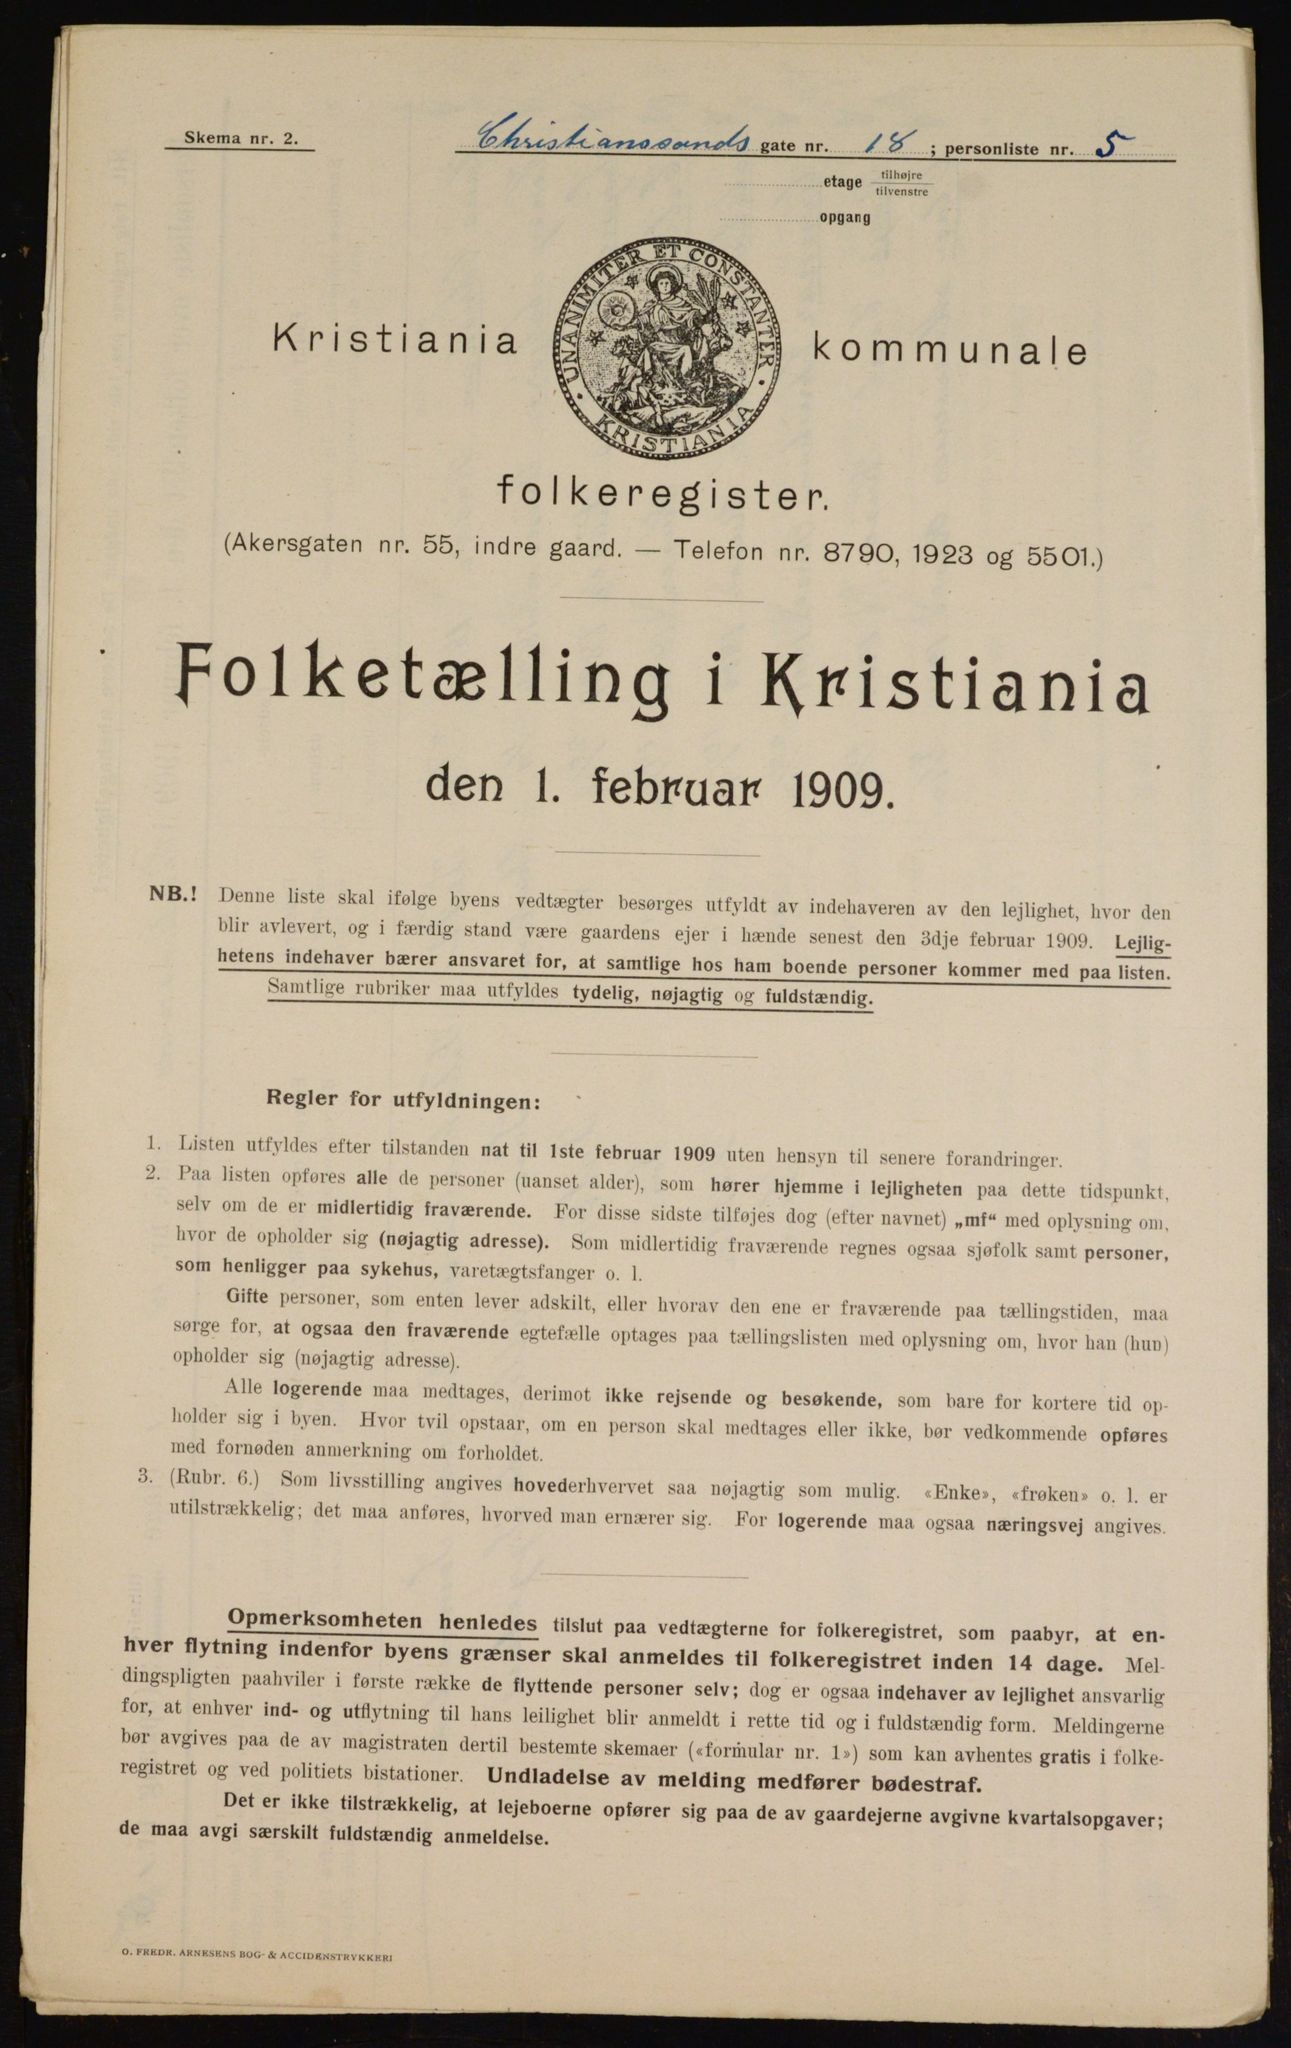 Skema nr. 2.
Christianssands gate nr. 18 ; personliste nr. 5
etage tilhøjre
tilvenstre
opgang
UNANIMITER ET CONSTANTER
KRISTIANIA
Kristiania kommunale
folkeregister.
(Akersgaten nr. 55, indre gaard. — Telefon nr. 8790, 1923 og 5501.)
Folketælling i Kristiania
den 1. februar 1909.
NB.! Denne liste skal ifølge byens vedtægter besørges utfyldt av indehaveren av den lejlighet, hvor den
blir avlevert, og i færdig stand være gaardens ejer i hænde senest den 3dje februar 1909. Lejlig-
hetens indehaver bærer ansvaret for, at samtlige hos ham boende personer kommer med paa listen.
Samtlige rubriker maa utfyldes tydelig, nøjagtig og fuldstændig.
Regler for utfyldningen:
1. Listen utfyldes efter tilstanden nat til 1ste februar 1909 uten hensyn til senere forandringer.
2. Paa listen opføres alle de personer (uanset alder), som hører hjemme i lejligheten paa dette tidspunkt,
selv om de er midlertidig fraværende. For disse sidste tilføjes dog (efter navnet) „mf“ med oplysning om,
hvor de opholder sig (nøjagtig adresse). Som midlertidig fraværende regnes ogsaa sjøfolk samt personer,
som henligger paa sykehus, varetægtsfanger o. l.
Gifte personer, som enten lever adskilt, eller hvorav den ene er fraværende paa tællingstiden, maa
sørge for, at ogsaa den fraværende egtefælle optages paa tællingslisten med oplysning om, hvor han (hun)
opholder sig (nøjagtig adresse).
Alle logerende maa medtages, derimot ikke rejsende og besøkende, som bare for kortere tid op-
holder sig i byen. Hvor tvil opstaar, om en person skal medtages eller ikke, bør vedkommende opføres
med fornøden anmerkning om forholdet.
3. (Rubr. 6.) Som livsstilling angives hovederhvervet saa nøjagtig som mulig. «Enke», «frøken» o. l. er
utilstrækkelig; det maa anføres, hvorved man ernærer sig. For logerende maa ogsaa næringsvej angives.
Opmerksomheten henledes tilslut paa vedtægterne for folkeregistret, som paabyr, at en-
hver flytning indenfor byens grænser skal anmeldes til folkeregistret inden 14 dage. Mel-
dingspligten paahviler i første række de flyttende personer selv; dog er ogsaa indehaver av lejlighet ansvarlig
for, at enhver ind- og utflytning til hans leilighet blir anmeldt i rette tid og i fuldstændig form. Meldingerne
bør avgives paa de av magistraten dertil bestemte skemaer («formular nr. 1») som kan avhentes gratis i folke-
registret og ved politiets bistationer. Undladelse av melding medfører bødestraf.
Det er ikke tilstrækkelig, at lejeboerne opfører sig paa de av gaardejerne avgivne kvartalsopgaver;
de maa avgi særskilt fuldstændig anmeldelse.
O. FREDR. ARNESENS BOG- & ACCIDENSTRYKKERI